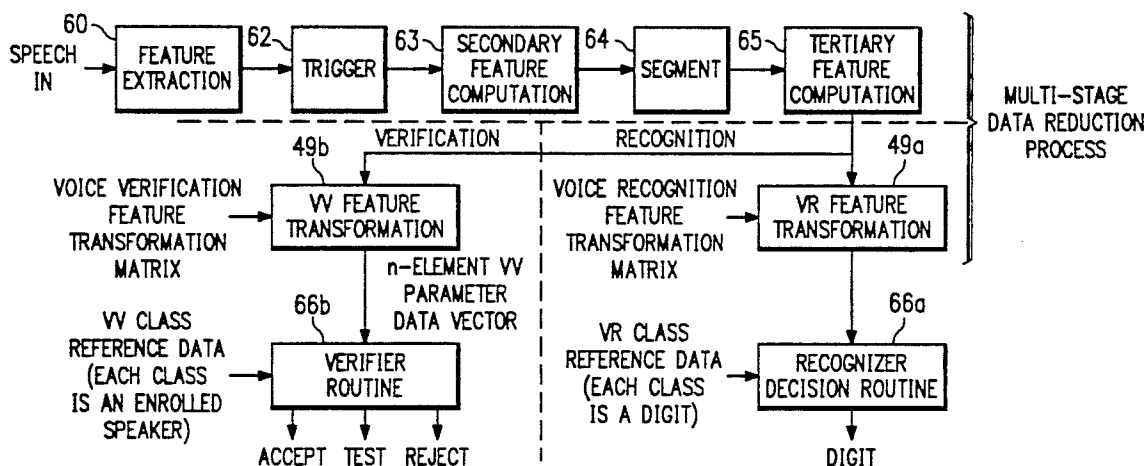 60
62
63
64
65
SPEECH
IN
FEATURE
EXTRACTION
TRIGGER
SECONDARY
FEATURE
COMPUTATION
SEGMENT
TERTIARY
FEATURE
COMPUTATION
MULTI-STAGE
DATA REDUCTION
PROCESS
VERIFICATION
RECOGNITION
49b
49a
VOICE VERIFICATION
FEATURE
TRANSFORMATION
MATRIX
VV FEATURE
TRANSFORMATION
VOICE RECOGNITION
FEATURE
TRANSFORMATION
MATRIX
VR FEATURE
TRANSFORMATION
n-ELEMENT VV
PARAMETER
DATA VECTOR
66b
66a
VV CLASS
REFERENCE DATA
(EACH CLASS
IS AN ENROLLED
SPEAKER)
VERIFIER
ROUTINE
VR CLASS
REFERENCE DATA
(EACH CLASS
IS A DIGIT)
RECOGNIZER
DECISION ROUTINE
ACCEPT TEST REJECT
DIGIT